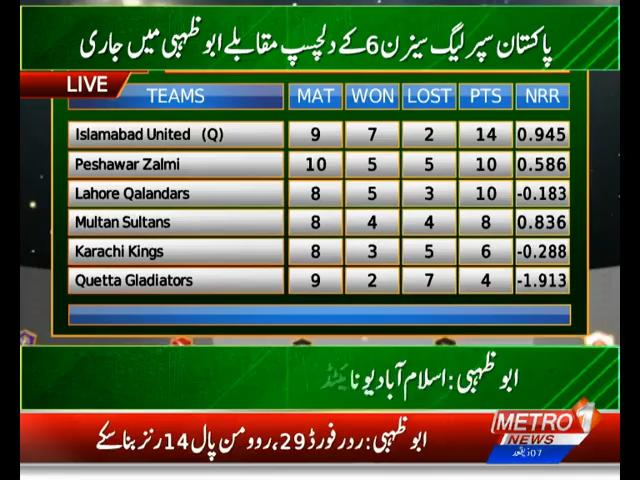 پاکستان سپر لیگ سیزن 6 کے دلچسپ مقابلے ابوظہبی میں جاری
LIVE
TEAMS MAT WON LOST PTS NRR
Islamabad United (Q) 9 7 2 14 0.945
Peshawar Zalmi 10 5 5 10 0.586
Lahore Qalandars 8 5 3 10 -0.183
Multan Sultans 8 4 4 8 0.836
Karachi Kings 8 3 5 6 -0.288
Quetta Gladiators 9 2 7 4 -1.913
ابوظہبی: اسلام آباد یونائیٹڈ
ابوظہبی: ردرفورڈ 29، روومن پال 14 رنز بنا سکے
METRO 1
NEWS
07